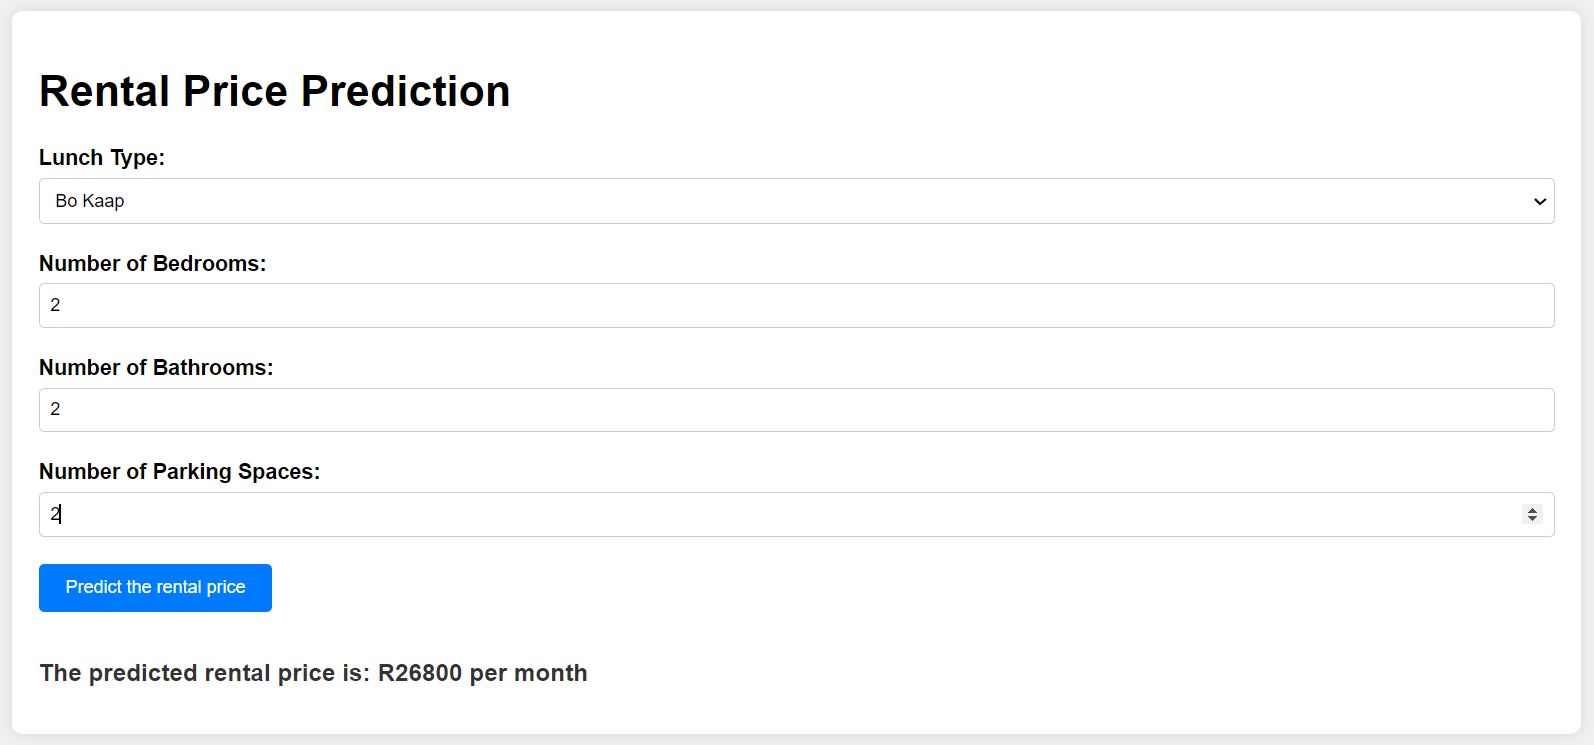 Rental Price Prediction
Lunch Type:
Bo Kaap
Number of Bedrooms:
2
Number of Bathrooms:
2
Number of Parking Spaces:
2
Predict the rental price
The predicted rental price is: R26800 per month